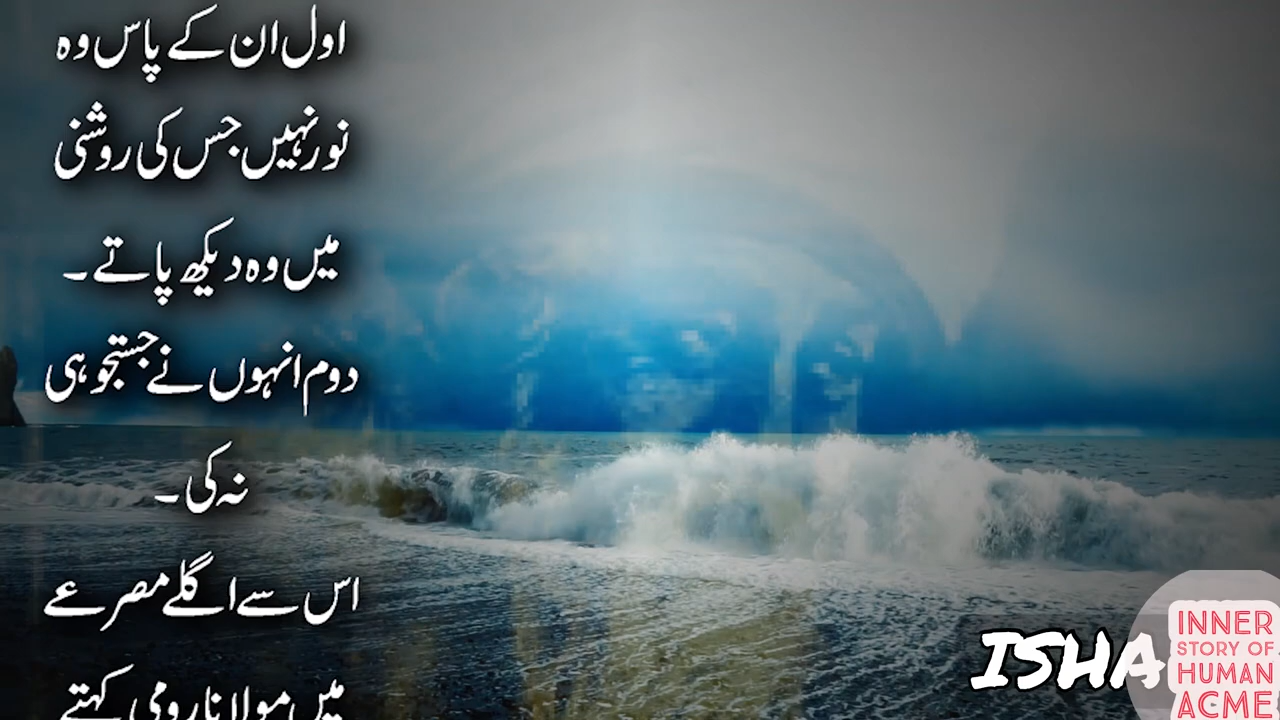 اول ان کے پاس وہ
نور نہیں جس کی روشنی
میں وہ دیکھ پاتے ۔
دوم انہوں نے جستجو ہی
نہ کی ۔
اس سے اگلے مصرعے
میں مولانا رومی کہتے
ISHA
INNER
STORY OF
HUMAN
ACME